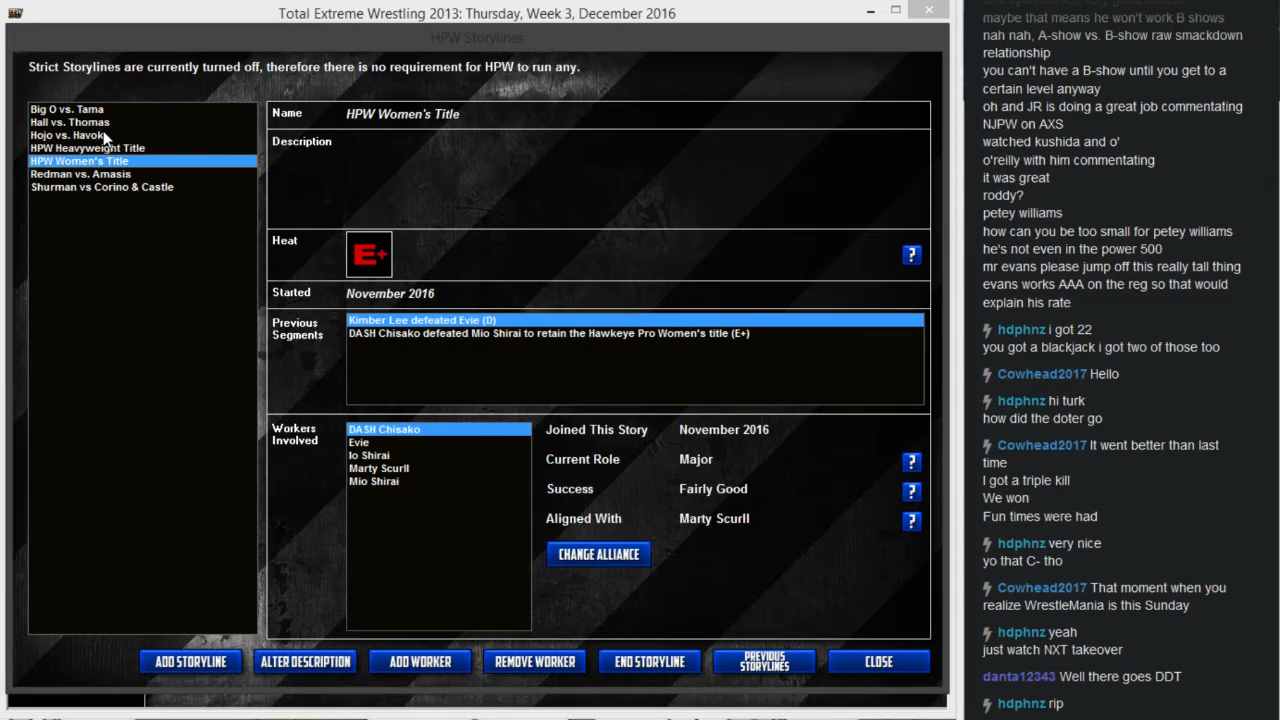 Total Extreme Wrestling 2013: Thursday, Week 3, December 2016
HPW Storylines
Strict Storylines are currently turned off, therefore there is no requirement for HPW to run any.
Big O vs. Tama
Hall vs. Thomas
Hojo vs. Havok
HPW Heavyweight Title
HPW Women's Title
Redman vs. Amasis
Shurman vs Corino & Castle
Name
HPW Women's Title
Description
Heat
E+
?
Started
November 2016
Previous
Segments
Kimber Lee defeated Evie (D)
DASH Chisako defeated Mio Shirai to retain the Hawkeye Pro Women's title (E+)
Workers
Involved
DASH Chisako
Evie
Io Shirai
Marty Scurll
Mio Shirai
Joined This Story
November 2016
Current Role
Major
?
Success
Fairly Good
?
Aligned With
Marty Scurll
?
CHANGE ALLIANCE
ADD STORYLINE
ALTER DESCRIPTION
ADD WORKER
REMOVE WORKER
END STORYLINE
PREVIOUS
STORYLINES
CLOSE
maybe that means he won't work B shows
nah nah, A-show vs. B-show raw smackdown
relationship
you can't have a B-show until you get to a
certain level anyway
oh and JR is doing a great job commentating
NJPW on AXS
watched kushida and o'
o'reilly with him commentating
it was great
roddy?
petey williams
how can you be too small for petey williams
he's not even in the power 500
mr evans please jump off this really tall thing
evans works AAA on the reg so that would
explain his rate
hdphnz i got 22
you got a blackjack i got two of those too
Cowhead2017 Hello
hdphnz hi turk
how did the doter go
Cowhead2017 It went better than last
time
I got a triple kill
We won
Fun times were had
hdphnz very nice
yo that C- tho
Cowhead2017 That moment when you
realize WrestleMania is this Sunday
hdphnz yeah
just watch NXT takeover
danta12343 Well there goes DDT
hdphnz rip